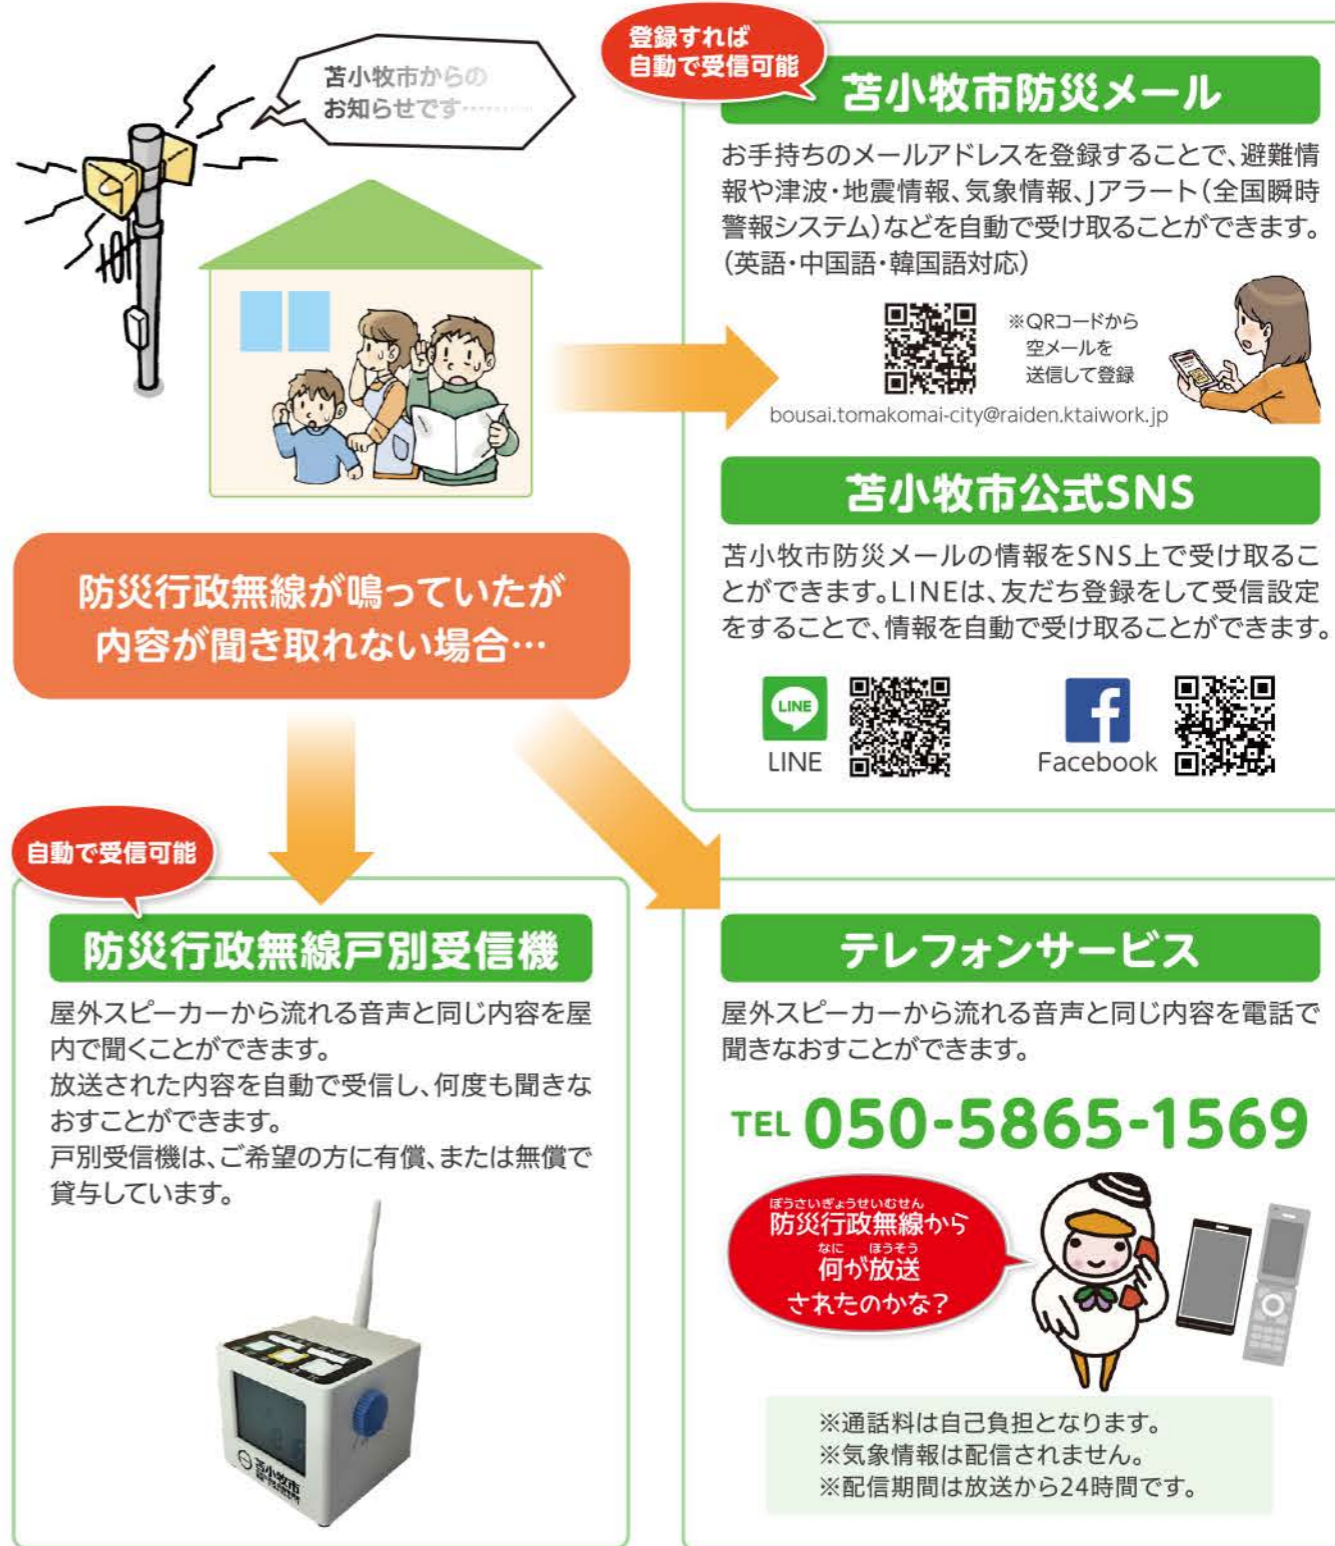 苫小牧市からの
お知らせです………
防災行政無線が鳴っていたが
内容が聞き取れない場合…
登録すれば
自動で受信可能
苫小牧市防災メール
お手持ちのメールアドレスを登録することで、避難情
報や津波・地震情報、気象情報、Jアラート(全国瞬時
警報システム)などを自動で受け取ることができます。
(英語・中国語・韓国語対応)
※QRコードから
空メールを
送信して登録
bousai.tomakomai-city@raiden.ktaiwork.jp
苫小牧市公式SNS
苫小牧市防災メールの情報をSNS上で受け取るこ
とができます。LINEは、友だち登録をして受信設定
をすることで、情報を自動で受け取ることができます。
LINE
LINE
Facebook
自動で受信可能
防災行政無線戸別受信機
屋外スピーカーから流れる音声と同じ内容を屋
内で聞くことができます。
放送された内容を自動で受信し、何度も聞きな
おすことができます。
戸別受信機は、ご希望の方に有償、または無償で
貸与しています。
苫小牧市
テレフォンサービス
屋外スピーカーから流れる音声と同じ内容を電話で
聞きなおすことができます。
TEL 050-5865-1569
ぼうさいぎょうせいむせん
防災行政無線から
なに ほうそう
何が放送
されたのかな?
※通話料は自己負担となります。
※気象情報は配信されません。
※配信期間は放送から24時間です。